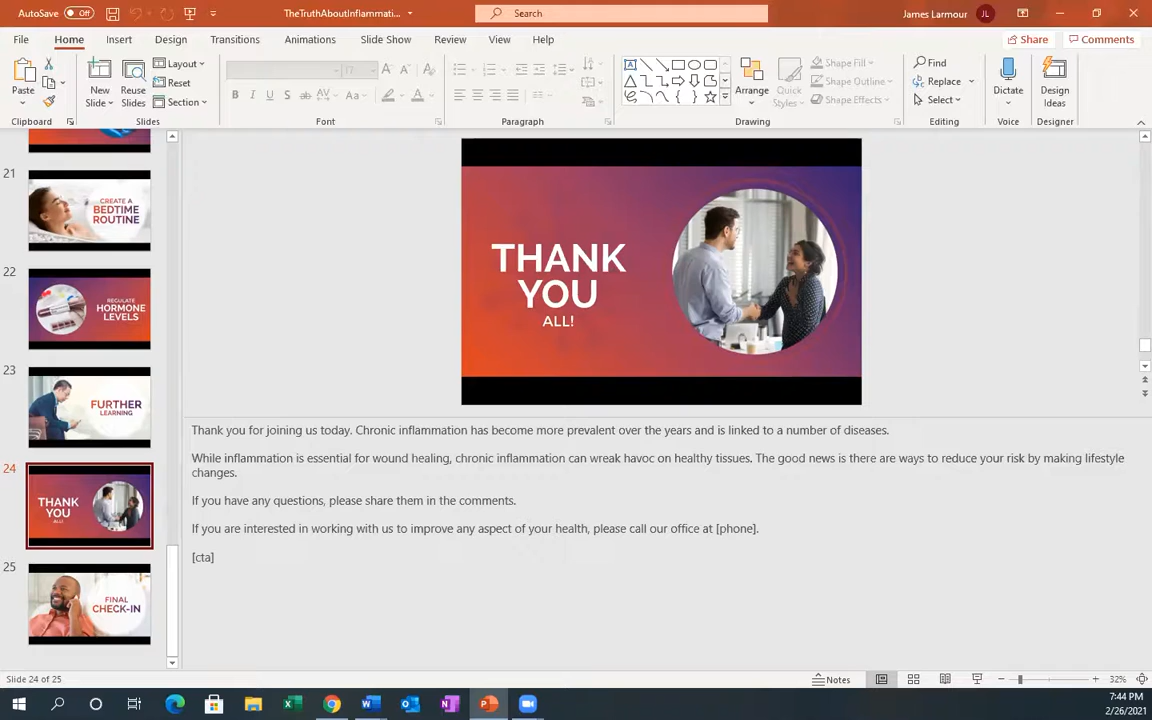 AutoSave Off
TheTruthAboutInflammati...
Search
James Larmour JL
File Home Insert Design Transitions Animations Slide Show Review View Help
Share Comments
Paste
New Slides
Reuse Slides
Layout
Reset
Section
Clipboard
Slides
Font
Paragraph
Arrange
Quick Styles
Shape Fill
Shape Outline
Shape Effects
Drawing
Find
Replace
Select
Editing
Dictate
Voice
Design Ideas
Designer
21
CREATE A
BEDTIME
ROUTINE
22
REGULATE
HORMONE
LEVELS
23
FURTHER
LEARNING
24
THANK
YOU
ALL!
25
FINAL
CHECK-IN
THANK
YOU
ALL!
Thank you for joining us today. Chronic inflammation has become more prevalent over the years and is linked to a number of diseases.
While inflammation is essential for wound healing, chronic inflammation can wreak havoc on healthy tissues. The good news is there are ways to reduce your risk by making lifestyle
changes.
If you have any questions, please share them in the comments.
If you are interested in working with us to improve any aspect of your health, please call our office at [phone].
[cta]
Slide 24 of 25
Notes
32%
7:44 PM
2/26/2021